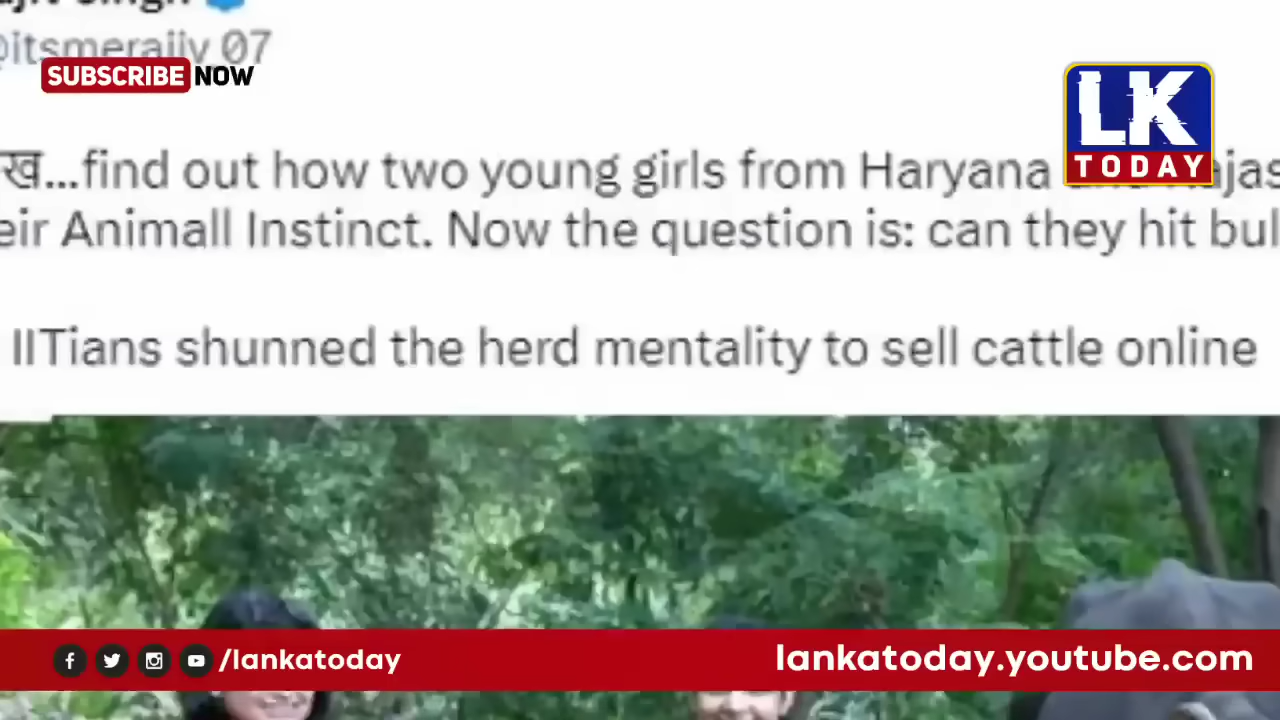 @itsmerajiv_07
SUBSCRIBE NOW
LK
TODAY
ख...find out how two young girls from Haryana
eir Animall Instinct. Now the question is: can they hit bul
IITians shunned the herd mentality to sell cattle online
/lankatoday
lankatoday.youtube.com